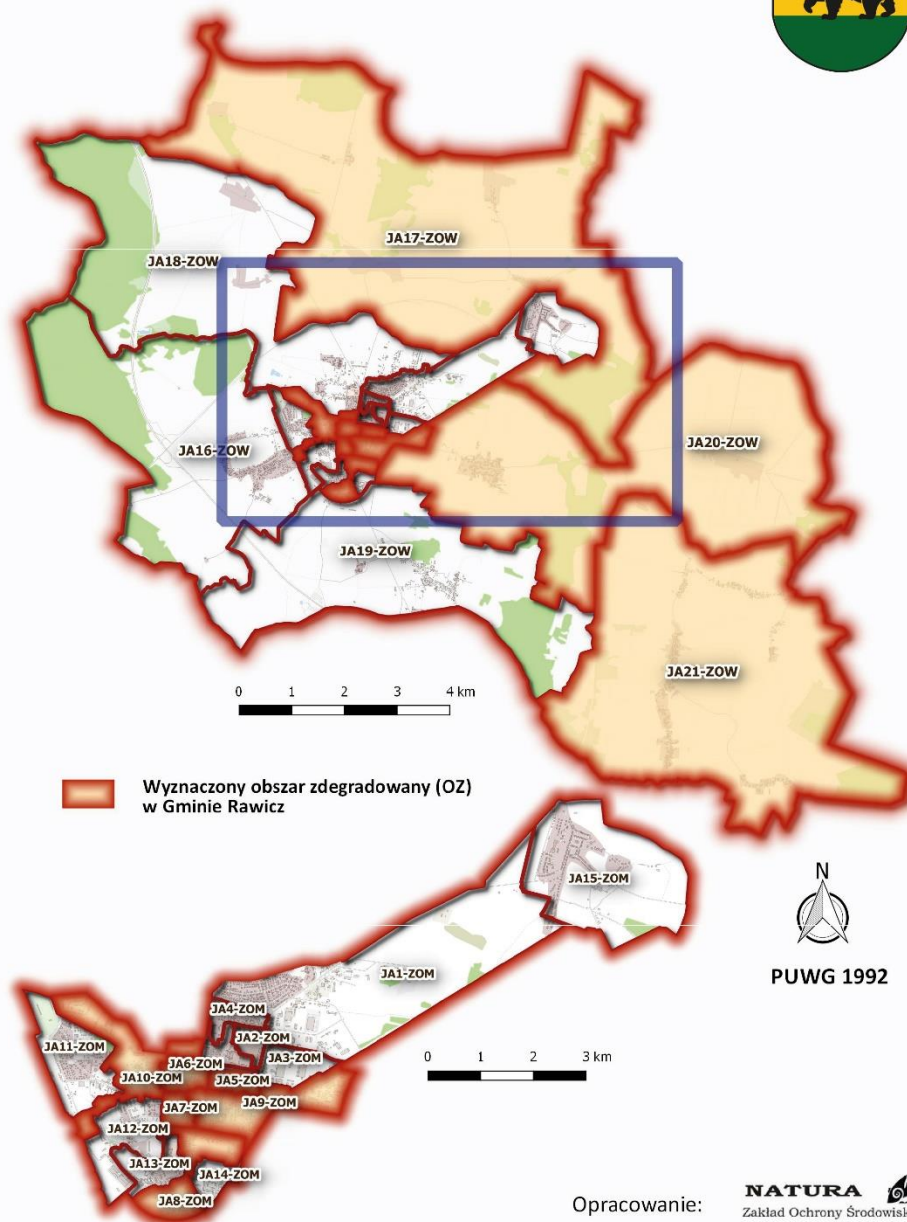 JA17-ZOW
JA18-ZOW
JA20-ZOW
JA16-ZOW
JA19-ZOW
JA21-ZOW
0 1 2 3 4 km
Wyznaczony obszar zdegradowany (OZ)
w Gminie Rawicz
N
PUWG 1992
JA15-ZOM
JA1-ZOM
JA4-ZOM
JA2-ZOM
JA11-ZOM
JA3-ZOM
JA6-ZOM
JA10-ZOM
JA5-ZOM
JA7-ZOM
JA9-ZOM
JA12-ZOM
JA13-ZOM
JA14-ZOM
JA8-ZOM
0 1 2 3 km
Opracowanie:
NATURA
Zakład Ochrony Środowisk